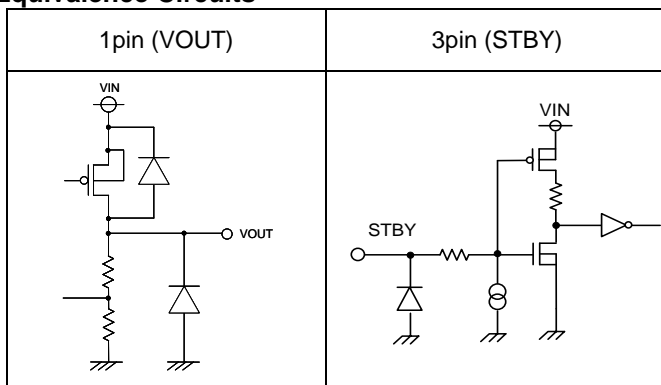 Equivalence Circuits
1pin (VOUT)
3pin (STBY)
VIN
VOUT
VIN
STBY